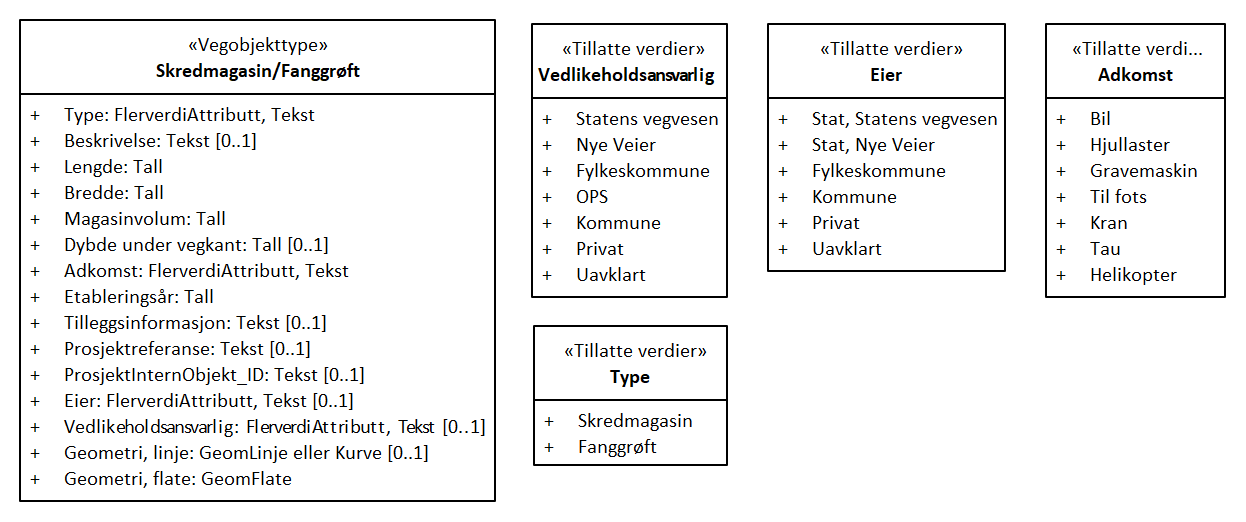 «Vegobjekttype»
Skredmagasin/Fanggrøft
+ Type: FlerverdiAttributt, Tekst
+ Beskrivelse: Tekst [0..1]
+ Lengde: Tall
+ Bredde: Tall
+ Magasinvolum: Tall
+ Dybde under vegkant: Tall [0..1]
+ Adkomst: FlerverdiAttributt, Tekst
+ Etableringsår: Tall
+ Tilleggsinformasjon: Tekst [0..1]
+ Prosjektreferanse: Tekst [0..1]
+ ProsjektInternObjekt_ID: Tekst [0..1]
+ Eier: FlerverdiAttributt, Tekst [0..1]
+ Vedlikeholdsansvarlig: FlerverdiAttributt, Tekst [0..1]
+ Geometri, linje: GeomLinje eller Kurve [0..1]
+ Geometri, flate: GeomFlate
«Tillatte verdier»
Vedlikeholdsansvarlig
+ Statens vegvesen
+ Nye Veier
+ Fylkeskommune
+ OPS
+ Kommune
+ Privat
+ Uavklart
«Tillatte verdier»
Eier
+ Stat, Statens vegvesen
+ Stat, Nye Veier
+ Fylkeskommune
+ Kommune
+ Privat
+ Uavklart
«Tillatte verdi...
Adkomst
+ Bil
+ Hjullaster
+ Gravemaskin
+ Til fots
+ Kran
+ Tau
+ Helikopter
«Tillatte verdier»
Type
+ Skredmagasin
+ Fanggrøft